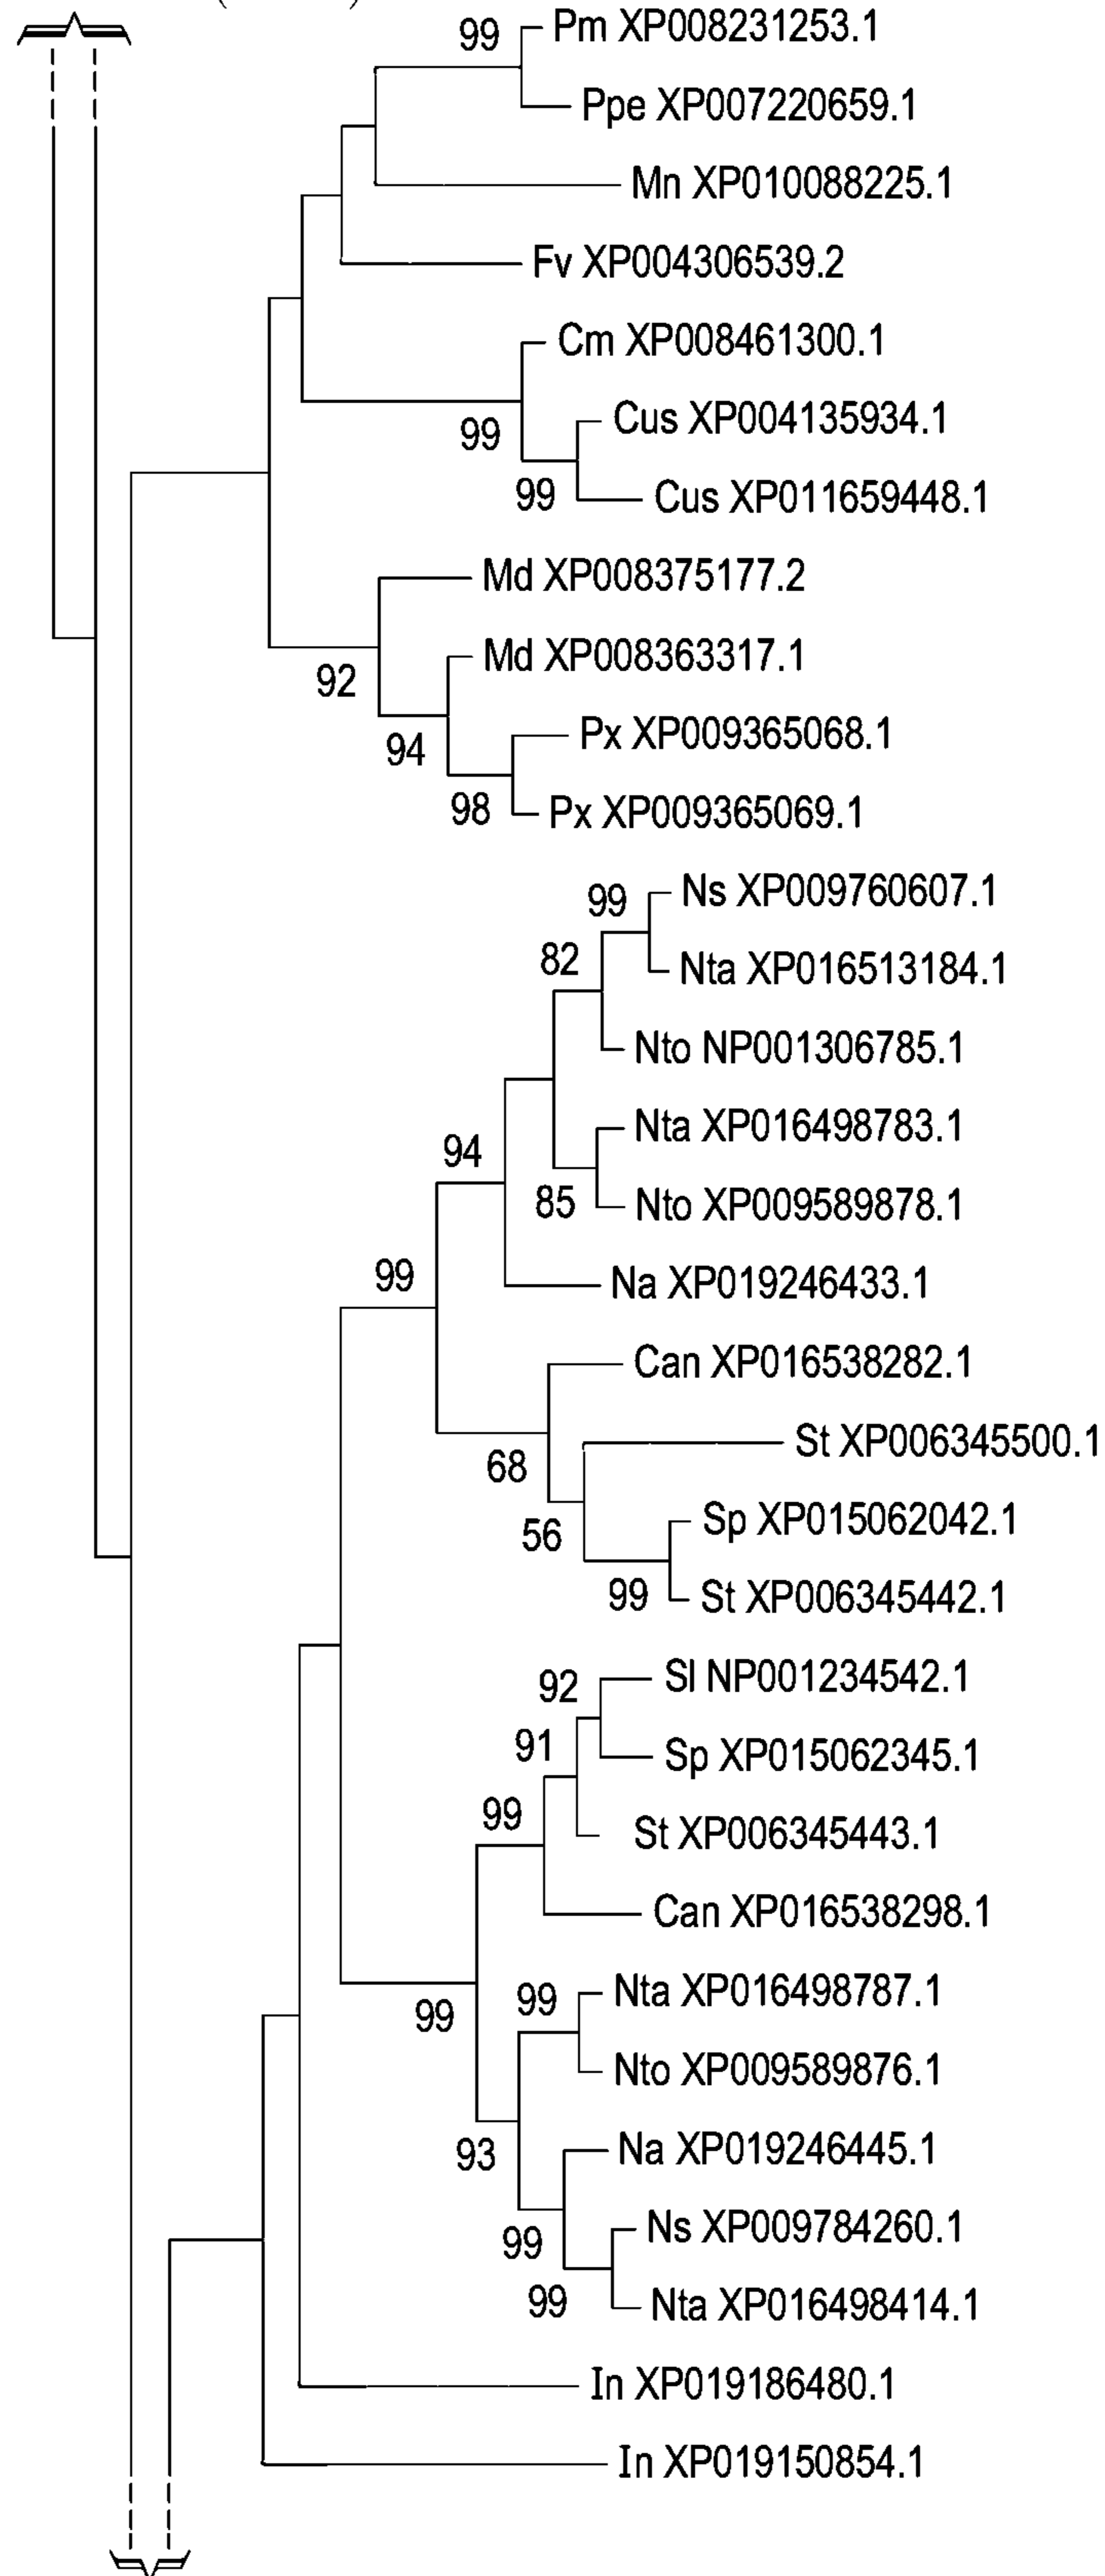 99
Pm XP008231253.1
Ppe XP007220659.1
Mn XP010088225.1
Fv XP004306539.2
Cm XP008461300.1
Cus XP004135934.1
99
99
Cus XP011659448.1
Md XP008375177.2
Md XP008363317.1
92
Px XP009365068.1
94
98
Px XP009365069.1
99
Ns XP009760607.1
82
Nta XP016513184.1
Nto NP001306785.1
Nta XP016498783.1
94
85
Nto XP009589878.1
99
Na XP019246433.1
Can XP016538282.1
St XP006345500.1
68
Sp XP015062042.1
56
99
St XP006345442.1
92
Sl NP001234542.1
91
Sp XP015062345.1
99
St XP006345443.1
Can XP016538298.1
99
Nta XP016498787.1
99
Nto XP009589876.1
93
Na XP019246445.1
Ns XP009784260.1
99
99
Nta XP016498414.1
In XP019186480.1
In XP019150854.1